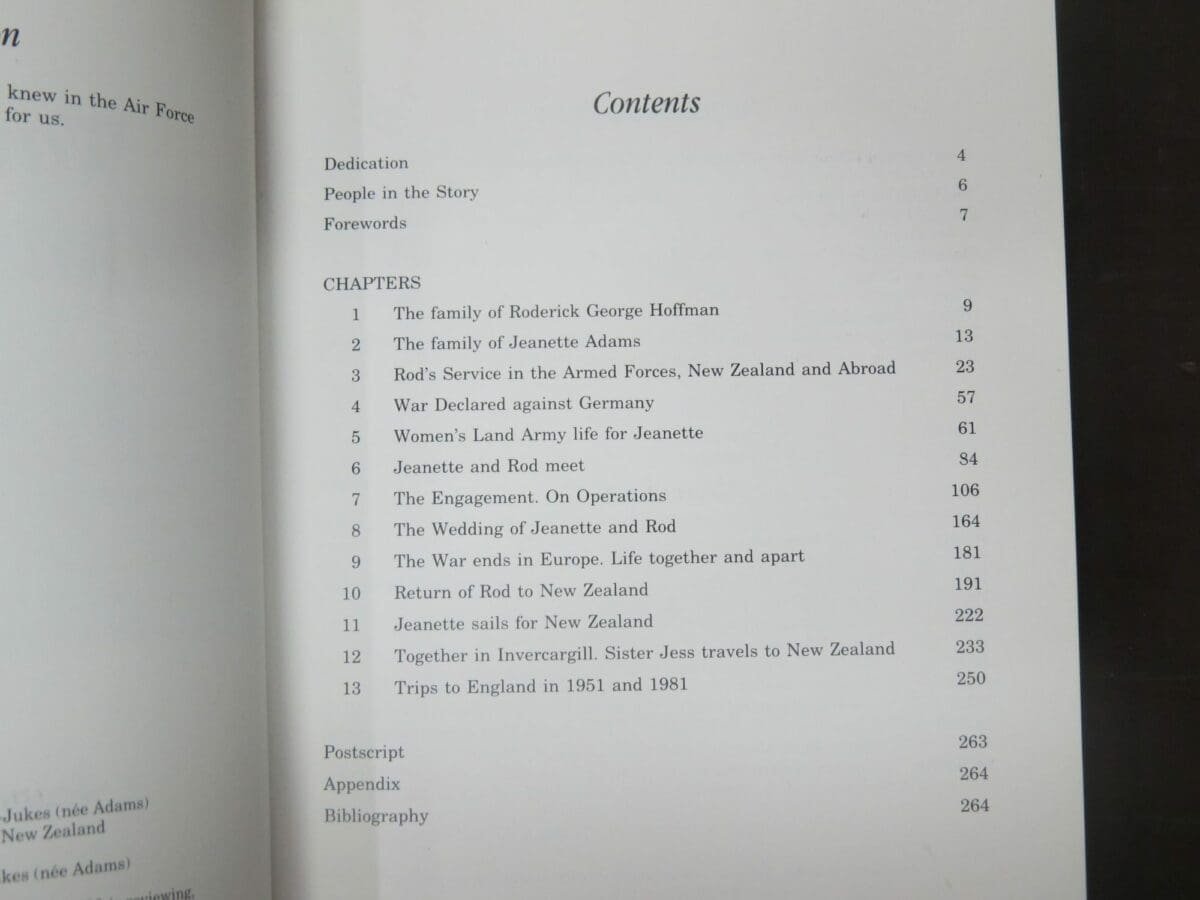 n
knew in the Air Force
for us.
Jukes (née Adams)
New Zealand
kes (née Adams)
reviewing,
Contents
Dedication 4
People in the Story 6
Forewords 7
CHAPTERS
1 The family of Roderick George Hoffman 9
2 The family of Jeanette Adams 13
3 Rod's Service in the Armed Forces, New Zealand and Abroad 23
4 War Declared against Germany 57
5 Women's Land Army life for Jeanette 61
6 Jeanette and Rod meet 84
7 The Engagement. On Operations 106
8 The Wedding of Jeanette and Rod 164
9 The War ends in Europe. Life together and apart 181
10 Return of Rod to New Zealand 191
11 Jeanette sails for New Zealand 222
12 Together in Invercargill. Sister Jess travels to New Zealand 233
13 Trips to England in 1951 and 1981 250
Postscript 263
Appendix 264
Bibliography 264